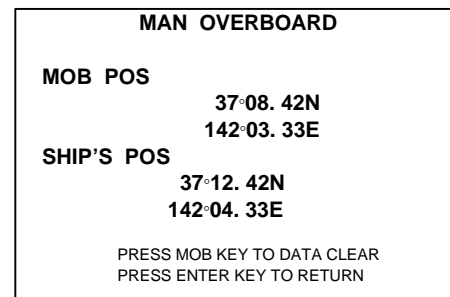 MAN OVERBOARD
MOB POS
37°08. 42N
142°03. 33E
SHIP'S POS
37°12. 42N
142°04. 33E
PRESS MOB KEY TO DATA CLEAR
PRESS ENTER KEY TO RETURN